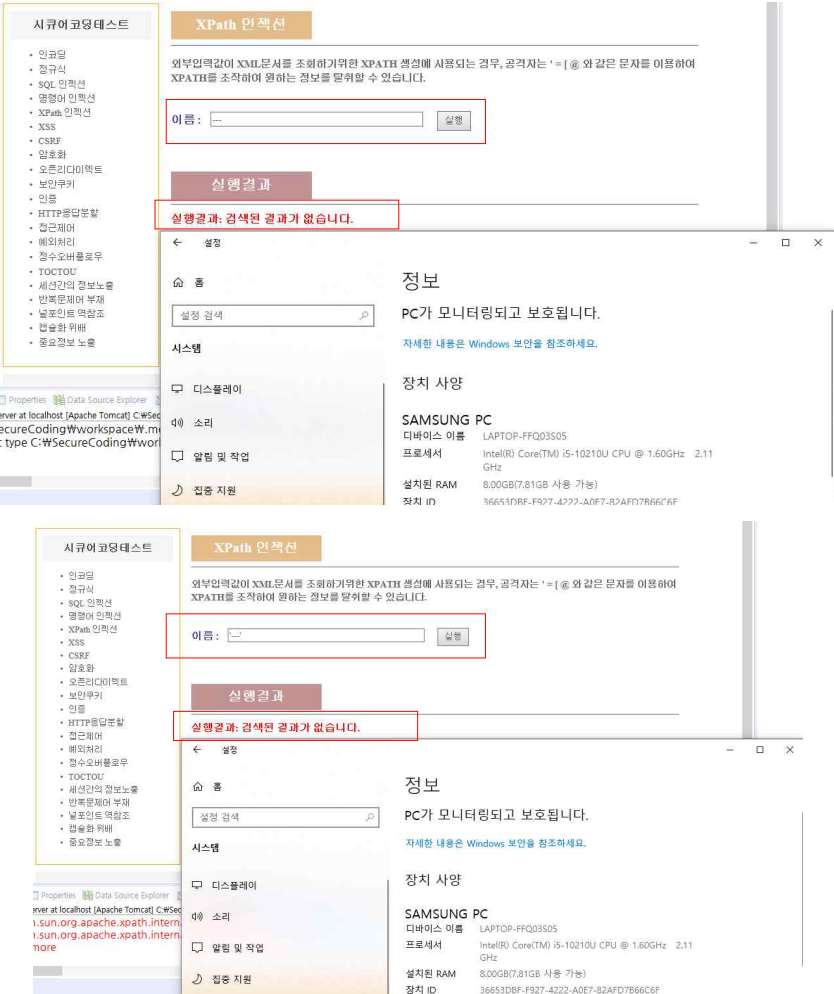 시큐어코딩테스트
• 인코딩
• 정규식
• SQL 인젝션
• 명령어 인젝션
• XPath 인젝션
• XSS
• CSRF
• 암호화
• 오픈리다이렉트
• 보안쿠키
• 인증
• HTTP응답분할
• 접근제어
• 예외처리
• 정수오버플로우
• TOCTOU
• 세션간의 정보노출
• 반복문제어 부재
• 널포인트 역참조
• 캡슐화 위배
• 중요정보 노출
XPath 인젝션
외부입력값이 XML문서를 조회하기위한 XPATH 생성에 사용되는 경우, 공격자는 ' = [ @ 와 같은 문자를 이용하여
XPATH를 조작하여 원하는 정보를 탈취할 수 있습니다.
이름 : ---
실행
실행결과
실행결과: 검색된 결과가 없습니다.
Properties Data Source Explorer
erver at localhost [Apache Tomcat] C:₩Sec
ecureCoding₩workspace₩.me
t type C:₩SecureCoding₩worl
← 설정
홈
설정 검색
시스템
디스플레이
소리
알림 및 작업
집중 지원
정보
PC가 모니터링되고 보호됩니다.
자세한 내용은 Windows 보안을 참조하세요.
장치 사양
SAMSUNG PC
디바이스 이름 LAPTOP-FFQ03S05
프로세서 Intel(R) Core(TM) i5-10210U CPU @ 1.60GHz 2.11
GHz
설치된 RAM 8.00GB(7.81GB 사용 가능)
장치 ID 36653DBF-F927-4222-A0E7-82AFD7B66C6F
시큐어코딩테스트
• 인코딩
• 정규식
• SQL 인젝션
• 명령어 인젝션
• XPath 인젝션
• XSS
• CSRF
• 암호화
• 오픈리다이렉트
• 보안쿠키
• 인증
• HTTP응답분할
• 접근제어
• 예외처리
• 정수오버플로우
• TOCTOU
• 세션간의 정보노출
• 반복문제어 부재
• 널포인트 역참조
• 캡슐화 위배
• 중요정보 노출
XPath 인젝션
외부입력값이 XML문서를 조회하기위한 XPATH 생성에 사용되는 경우, 공격자는 ' = [ @ 와 같은 문자를 이용하여
XPATH를 조작하여 원하는 정보를 탈취할 수 있습니다.
이름 : '---'
실행
실행결과
실행결과: 검색된 결과가 없습니다.
Properties Data Source Explorer
erver at localhost [Apache Tomcat] C:₩Sec
n.sun.org.apache.xpath.intern
n.sun.org.apache.xpath.intern
more
← 설정
홈
설정 검색
시스템
디스플레이
소리
알림 및 작업
집중 지원
정보
PC가 모니터링되고 보호됩니다.
자세한 내용은 Windows 보안을 참조하세요.
장치 사양
SAMSUNG PC
디바이스 이름 LAPTOP-FFQ03S05
프로세서 Intel(R) Core(TM) i5-10210U CPU @ 1.60GHz 2.11
GHz
설치된 RAM 8.00GB(7.81GB 사용 가능)
장치 ID 36653DBF-F927-4222-A0E7-82AFD7B66C6F